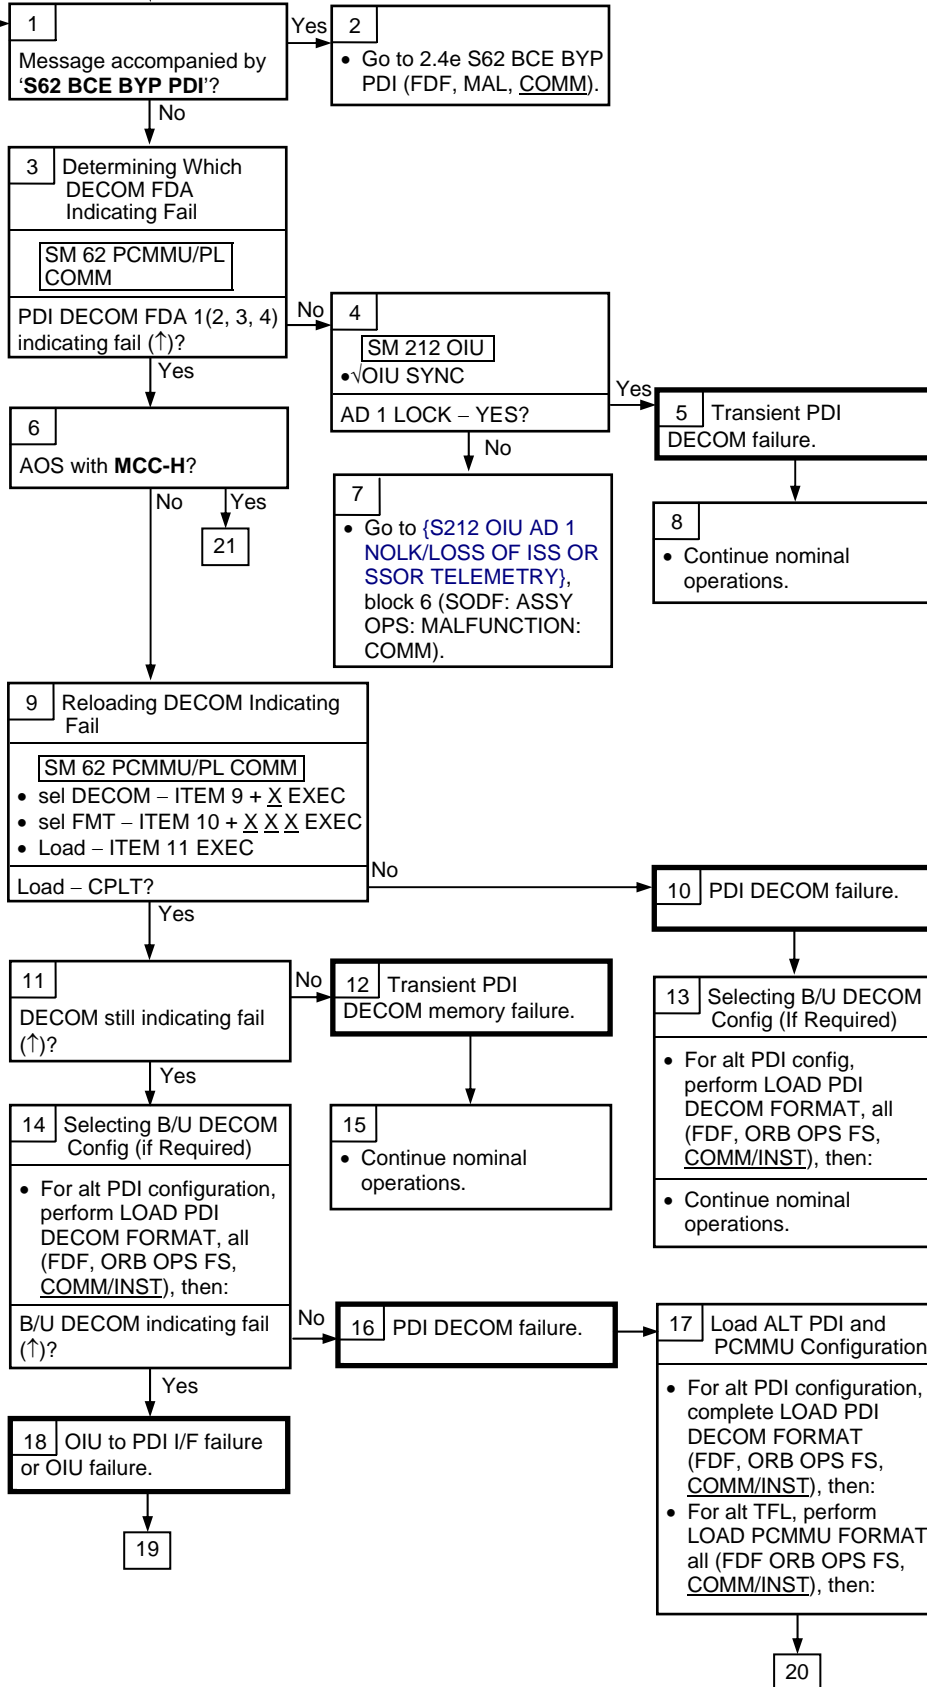 1
Message accompanied by
‘S62 BCE BYP PDI’?
Yes
2
• Go to 2.4e S62 BCE BYP
PDI (FDF, MAL, COMM).
No
3 Determining Which
DECOM FDA
Indicating Fail
SM 62 PCMMU/PL
COMM
PDI DECOM FDA 1(2, 3, 4)
indicating fail (↑)?
No
4
SM 212 OIU
•√OIU SYNC
AD 1 LOCK – YES?
Yes
5 Transient PDI
DECOM failure.
Yes
No
6
AOS with MCC-H?
No
Yes
21
7
• Go to {S212 OIU AD 1
NOLK/LOSS OF ISS OR
SSOR TELEMETRY},
block 6 (SODF: ASSY
OPS: MALFUNCTION:
COMM).
8
• Continue nominal
operations.
9 Reloading DECOM Indicating
Fail
SM 62 PCMMU/PL COMM
• sel DECOM – ITEM 9 + X EXEC
• sel FMT – ITEM 10 + X X X EXEC
• Load – ITEM 11 EXEC
Load – CPLT?
No
10 PDI DECOM failure.
Yes
11
DECOM still indicating fail
(↑)?
No
12 Transient PDI
DECOM memory failure.
13 Selecting B/U DECOM
Config (If Required)
• For alt PDI config,
perform LOAD PDI
DECOM FORMAT, all
(FDF, ORB OPS FS,
COMM/INST), then:
• Continue nominal
operations.
Yes
14 Selecting B/U DECOM
Config (if Required)
• For alt PDI configuration,
perform LOAD PDI
DECOM FORMAT, all
(FDF, ORB OPS FS,
COMM/INST), then:
B/U DECOM indicating fail
(↑)?
15
• Continue nominal
operations.
No
16 PDI DECOM failure.
17 Load ALT PDI and
PCMMU Configuration
• For alt PDI configuration,
complete LOAD PDI
DECOM FORMAT
(FDF, ORB OPS FS,
COMM/INST), then:
• For alt TFL, perform
LOAD PCMMU FORMAT
all (FDF ORB OPS FS,
COMM/INST), then:
Yes
18 OIU to PDI I/F failure
or OIU failure.
19
20